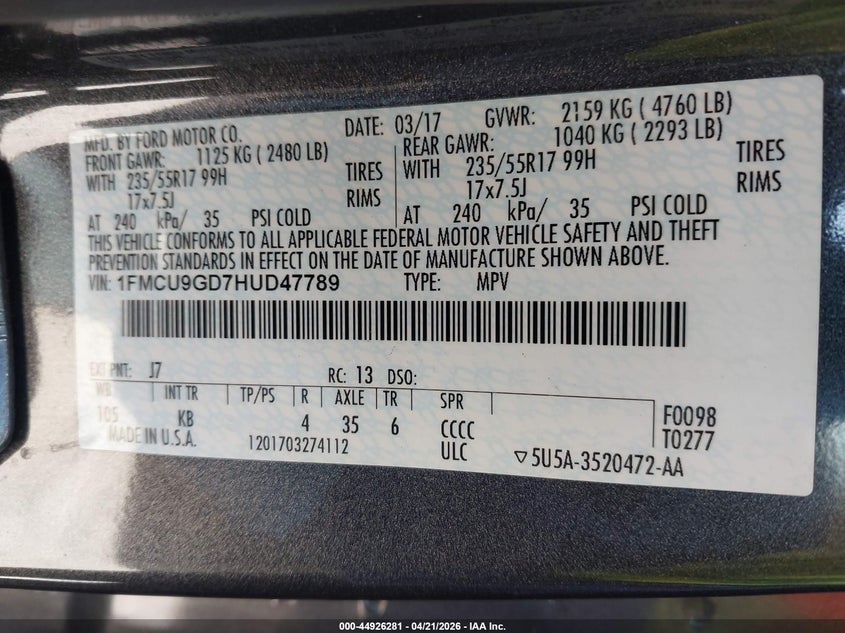 MFD. BY FORD MOTOR CO. DATE: 03/17 GVWR: 2159 KG ( 4760 LB)
FRONT GAWR: 1125 KG ( 2480 LB) REAR GAWR: 1040 KG ( 2293 LB)
WITH 235/55R17 99H TIRES WITH 235/55R17 99H TIRES
17x7.5J RIMS 17x7.5J RIMS
AT 240 kPa/ 35 PSI COLD AT 240 kPa/ 35 PSI COLD
THIS VEHICLE CONFORMS TO ALL APPLICABLE FEDERAL MOTOR VEHICLE SAFETY AND THEFT
PREVENTION STANDARDS IN EFFECT ON THE DATE OF MANUFACTURE SHOWN ABOVE.
VIN: 1FMCU9GD7HUD47789 TYPE: MPV
EXT PNT: J7 RC: 13 DSO:
WB INT TR TP/PS R AXLE TR SPR
105 KB 4 35 6 CCCC F0098
MADE IN U.S.A. 1201703274112 ULC T0277
▽5U5A-3520472-AA
000-44926281 - 04/21/2026 - IAA Inc.